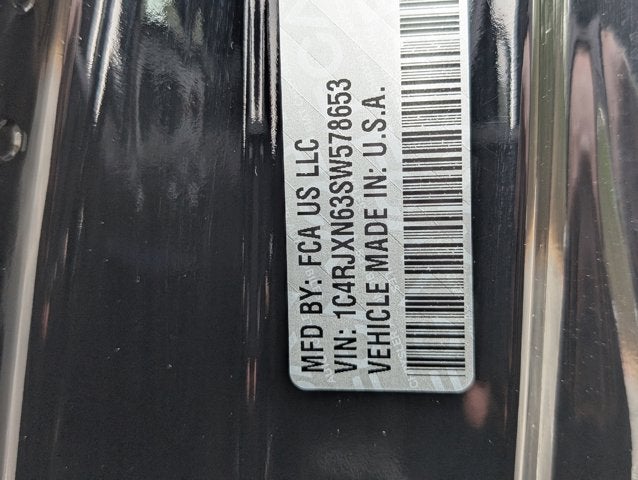 MFD BY: FCA US LLC
VIN: 1C4RJXN63SW578653
VEHICLE MADE IN: U.S.A.